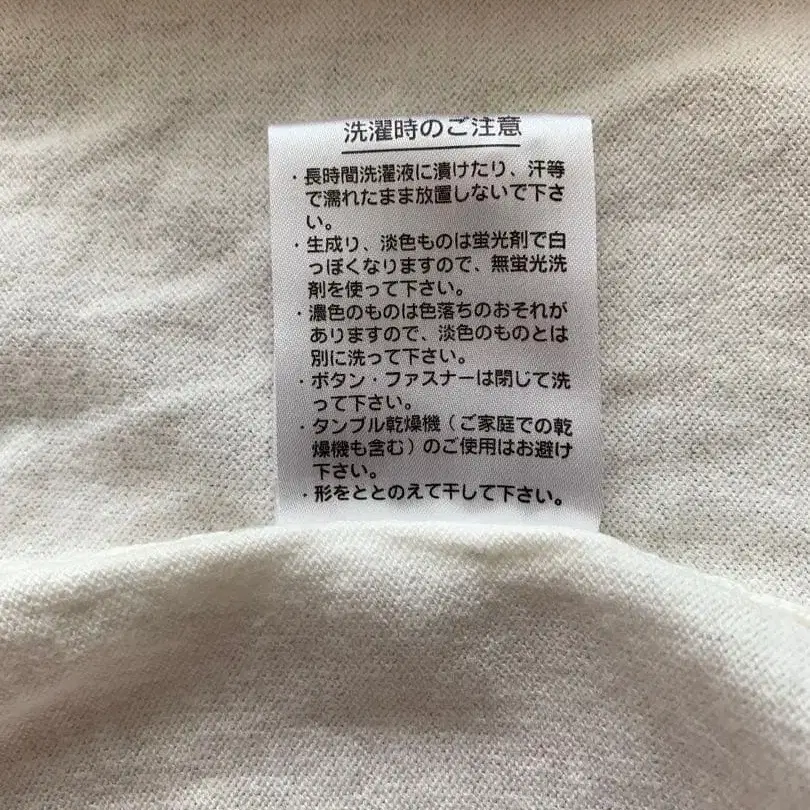 洗濯時のご注意
・長時間洗濯液に漬けたり、汗等
で濡れたまま放置しないで下さ
い。
・生成り、淡色ものは蛍光剤で白
っぽくなりますので、無蛍光洗
剤を使って下さい。
・濃色のものは色落ちのおそれが
ありますので、淡色のものとは
別に洗って下さい。
・ボタン・ファスナーは閉じて洗
って下さい。
・タンブル乾燥機（ご家庭での乾
燥機も含む）のご使用はお避け
下さい。
・形をととのえて干して下さい。